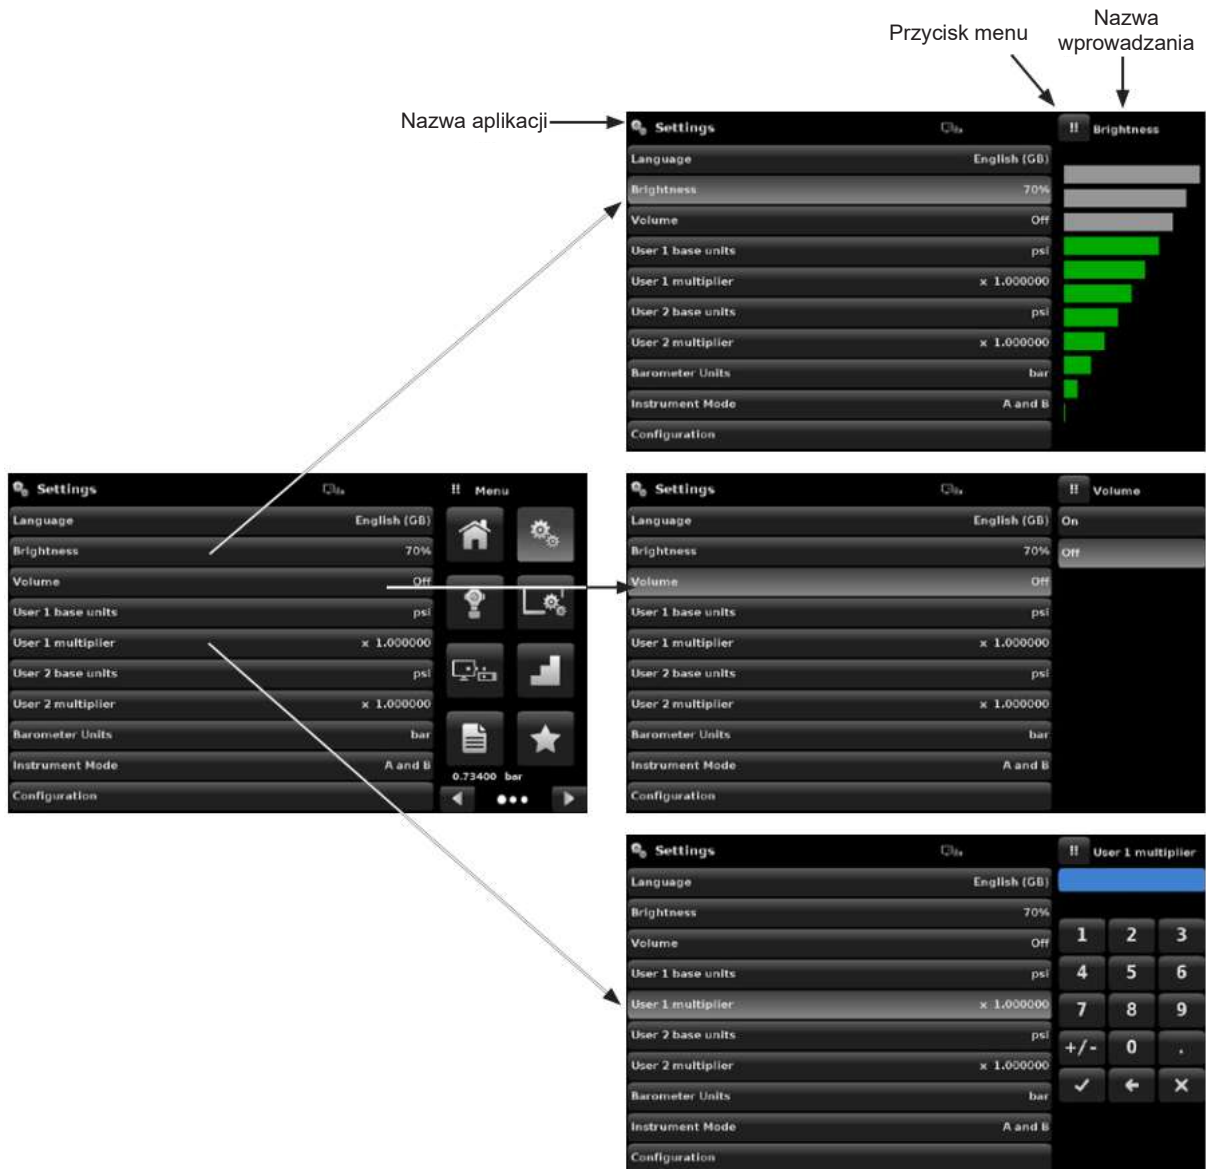 Nazwa
wprowadzania
Przycisk menu
Nazwa aplikacji
Settings
Brightness
Language English (GB)
Brightness 70%
Volume Off
User 1 base units psi
User 1 multiplier x 1.000000
User 2 base units psi
User 2 multiplier x 1.000000
Barometer Units bar
Instrument Mode A and B
Configuration
Settings
Menu
Language English (GB)
Brightness 70%
Volume Off
User 1 base units psi
User 1 multiplier x 1.000000
User 2 base units psi
User 2 multiplier x 1.000000
Barometer Units bar
Instrument Mode A and B
Configuration
0.73400 bar
Settings
Volume
Language English (GB)
Brightness 70%
Volume Off
User 1 base units psi
User 1 multiplier x 1.000000
User 2 base units psi
User 2 multiplier x 1.000000
Barometer Units bar
Instrument Mode A and B
Configuration
On
Off
Settings
User 1 multiplier
Language English (GB)
Brightness 70%
Volume Off
User 1 base units psi
User 1 multiplier x 1.000000
User 2 base units psi
User 2 multiplier x 1.000000
Barometer Units bar
Instrument Mode A and B
Configuration
1 2 3
4 5 6
7 8 9
+/- 0 .